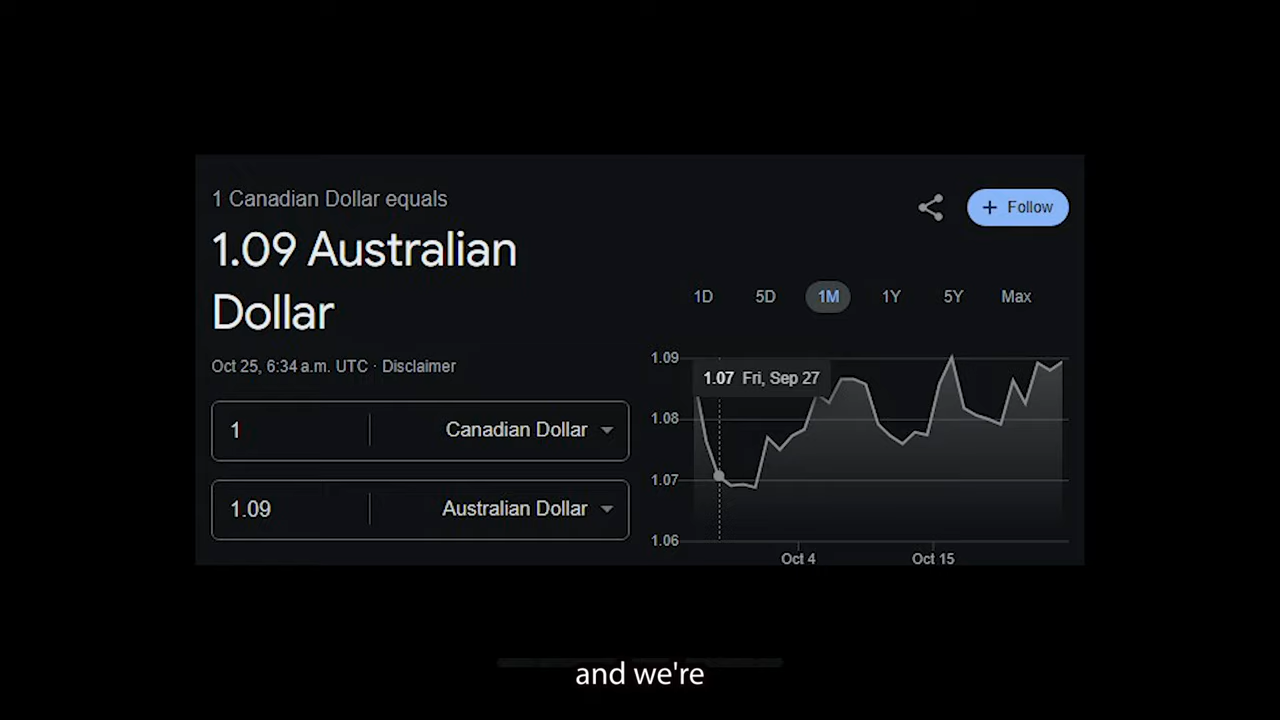 1 Canadian Dollar equals
1.09 Australian
Dollar
Oct 25, 6:34 a.m. UTC · Disclaimer
1 Canadian Dollar
1.09 Australian Dollar
+ Follow
1D 5D 1M 1Y 5Y Max
1.09
1.07 Fri, Sep 27
1.08
1.07
1.06
Oct 4 Oct 15
and we're